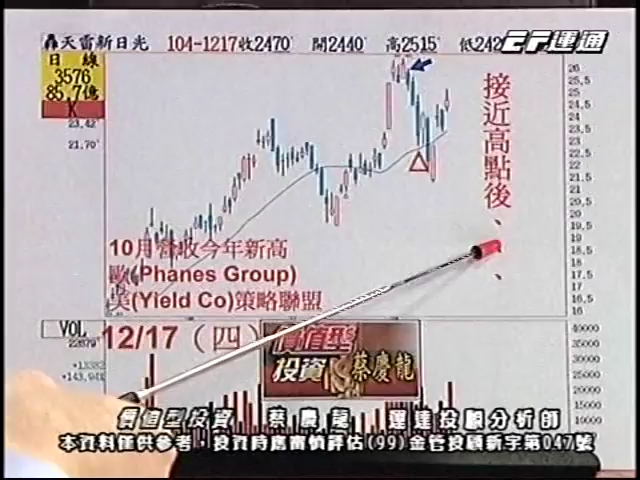 天雷新日光 104-1217收2470 開2440 高2515 低242
運通
日 線
3576
85.7億
K
23.42
21.70
接近高點後、、、
26
25.5
25
24.5
24
23.5
23
22.5
22
21.5
21
20.5
20
19.5
19
18.5
18
17.5
17
16.5
16
10月營收今年新高
歐(Phanes Group)
美(Yield Co)策略聯盟
VOL
12/17（四）
40000
35000
30000
25000
20000
15000
10000
價值型
投資 蔡慶龍
價值型投資 蔡慶龍 運達投顧分析師
本資料僅供參考，投資時應審慎評估(99)金管投顧新字第047號